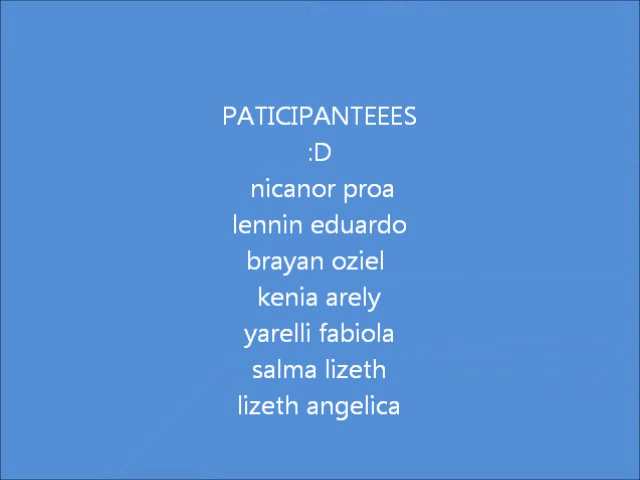 PATICIPANTEEES
:D
nicanor proa
lennin eduardo
brayan oziel
kenia arely
yarelli fabiola
salma lizeth
lizeth angelica